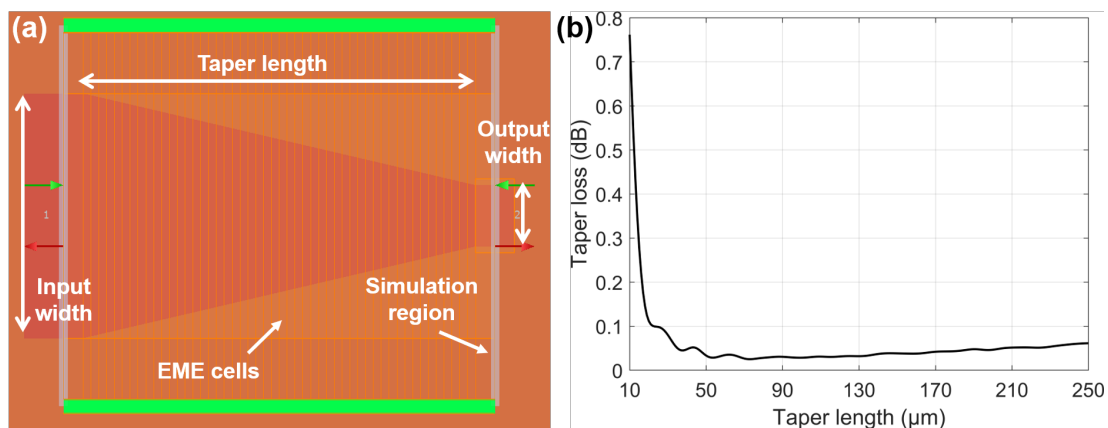 (a)
Taper length
Output
width
1
2
Input
width
Simulation
region
EME cells
(b)
Taper loss (dB)
0.8
0.7
0.6
0.5
0.4
0.3
0.2
0.1
0
10 50 90 130 170 210 250
Taper length (µm)